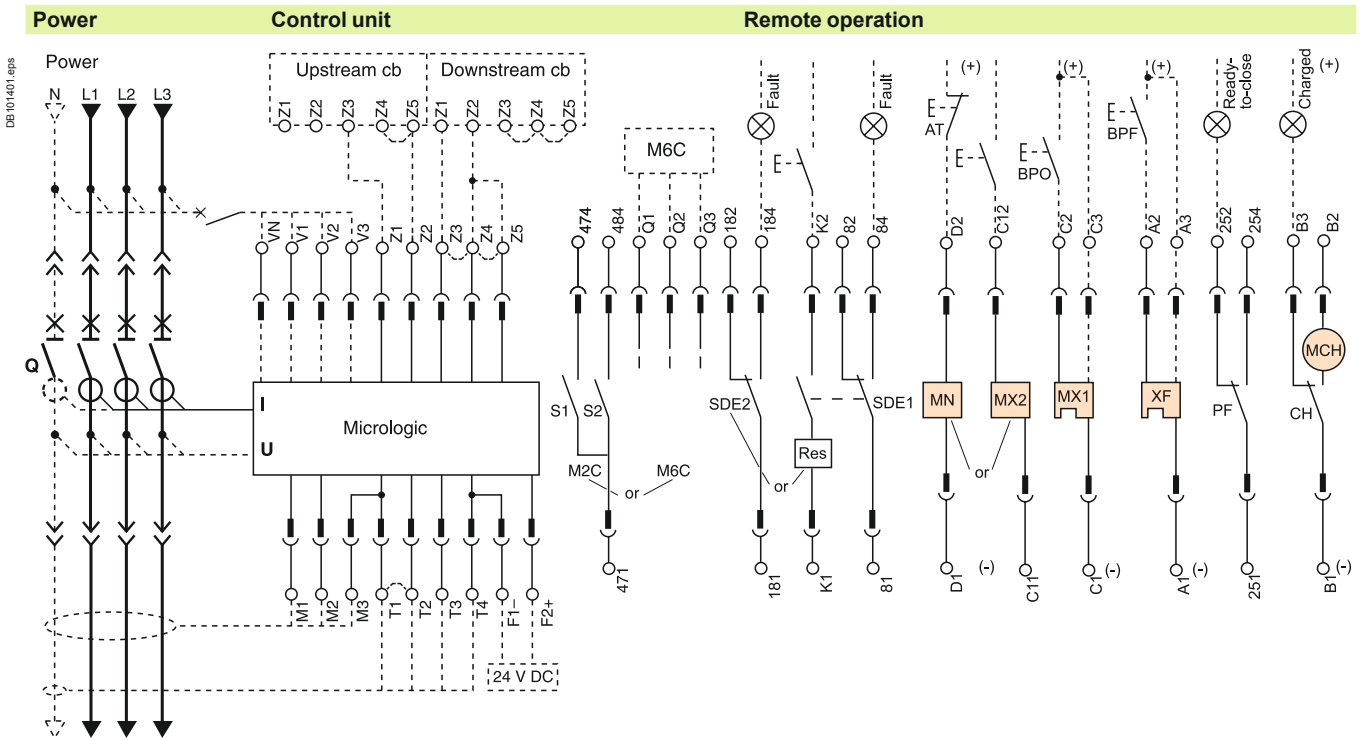 Power Control unit Remote operation
DB101401.eps
Power
N L1 L2 L3
Upstream cb Downstream cb
Z1 Z2 Z3 Z4 Z5 Z1 Z2 Z3 Z4 Z5
M6C
Fault Fault
(+) (+) (+) (+)
Ready-to-close
Charged
AT BPO BPF
VN V1 V2 V3 Z1 Z2 Z3 Z4 Z5
474 484 Q1 Q2 Q3 182 184 K2 82 84 D2 C12 C2 C3 A2 A3 252 254 B3 B2
Q
I
U
Micrologic
S1 S2
SDE2 SDE1
Res
MN MX2 MX1 XF PF CH MCH
M2C or M6C
or
or
M1 M2 M3 T1 T2 T3 T4 F1– F2+
24 V DC
471 181 K1 81 D1 (-) C11 C1 (-) A1 (-) 251 B1 (-)